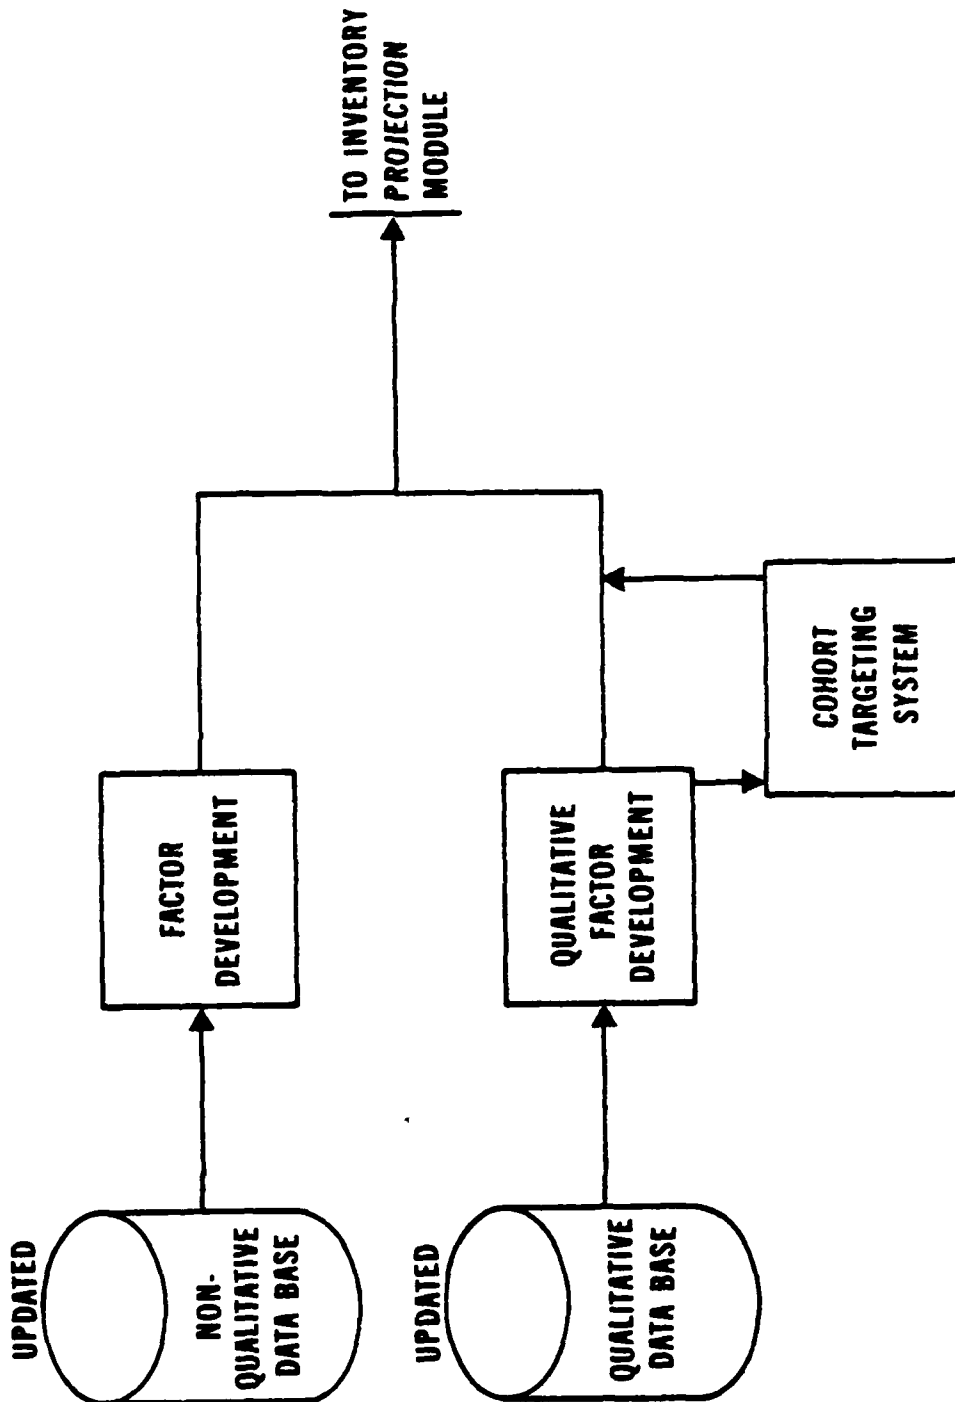 UPDATED
NON-
QUALITATIVE
DATA BASE
FACTOR
DEVELOPMENT
TO INVENTORY
PROJECTION
MODULE
UPDATED
QUALITATIVE
DATA BASE
QUALITATIVE
FACTOR
DEVELOPMENT
COHORT
TARGETING
SYSTEM